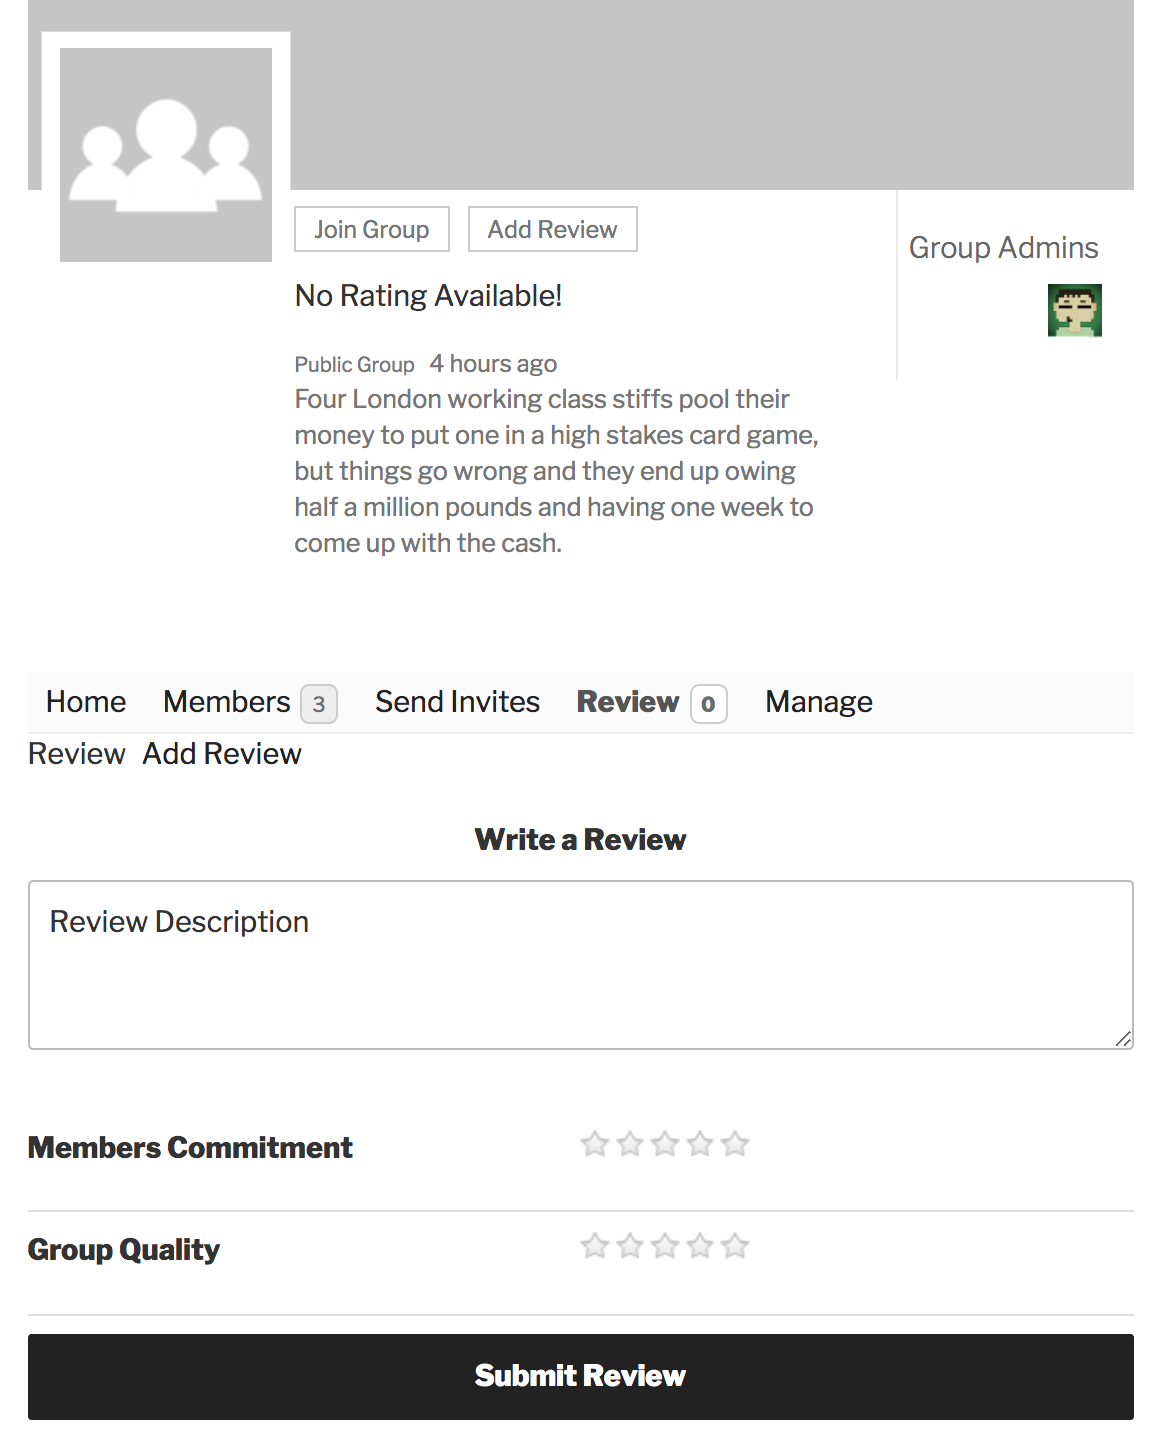 Join Group
Add Review
No Rating Available!
Group Admins
Public Group 4 hours ago
Four London working class stiffs pool their
money to put one in a high stakes card game,
but things go wrong and they end up owing
half a million pounds and having one week to
come up with the cash.
Home Members 3 Send Invites Review 0 Manage
Review Add Review
Write a Review
Review Description
Members Commitment
Group Quality
Submit Review